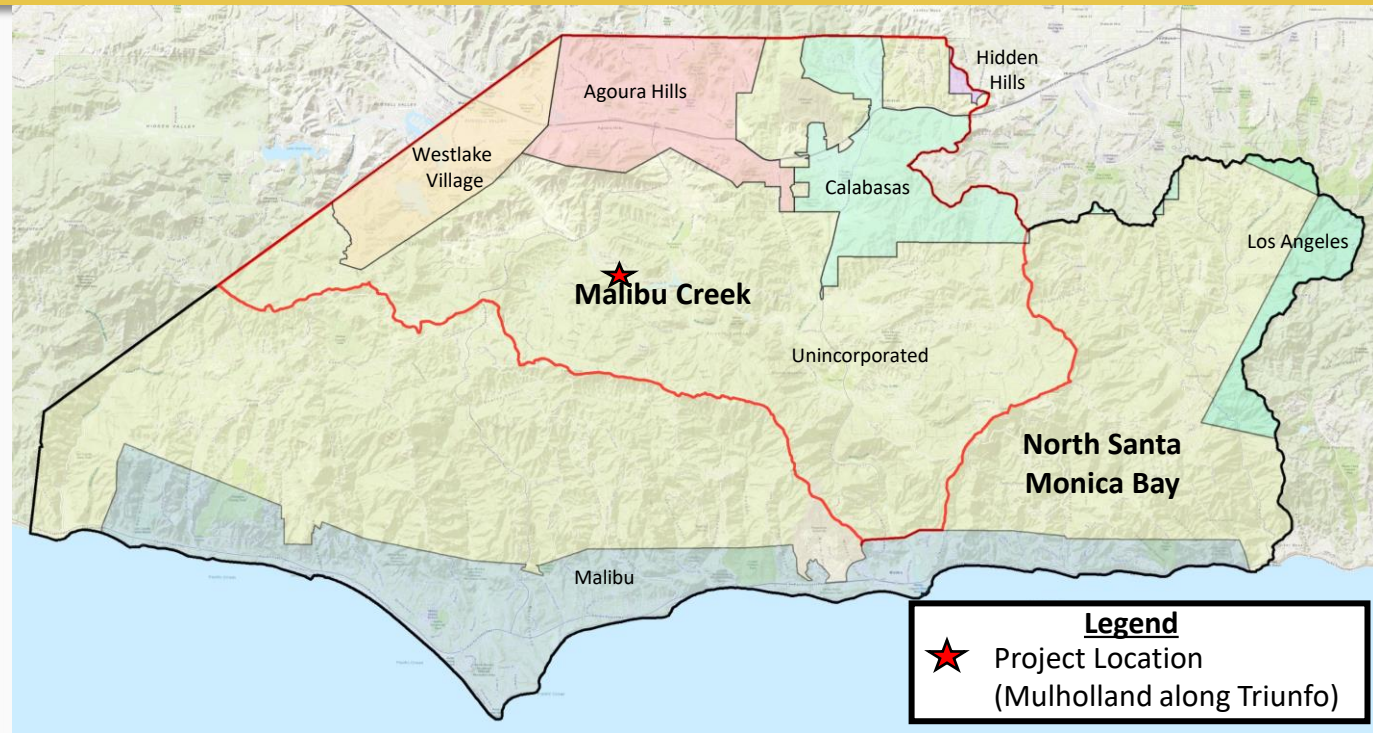 Hidden
Hills
Agoura Hills
Westlake
Village
Calabasas
Los Angeles
Malibu Creek
Unincorporated
North Santa
Monica Bay
Malibu
Legend
Project Location
(Mulholland along Triunfo)